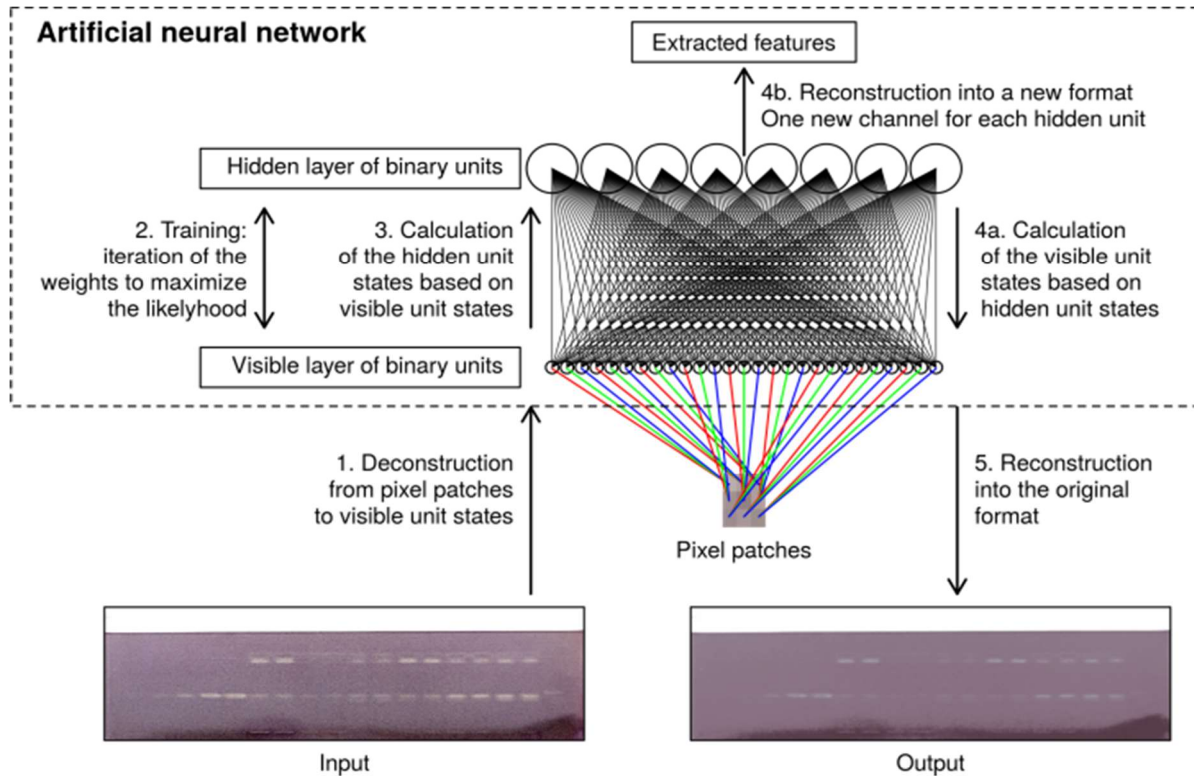 Artificial neural network
Extracted features
4b. Reconstruction into a new format
One new channel for each hidden unit
Hidden layer of binary units
2. Training:
iteration of the
weights to maximize
the likelyhood
3. Calculation
of the hidden unit
states based on
visible unit states
4a. Calculation
of the visible unit
states based on
hidden unit states
Visible layer of binary units
1. Deconstruction
from pixel patches
to visible unit states
Pixel patches
5. Reconstruction
into the original
format
Input
Output